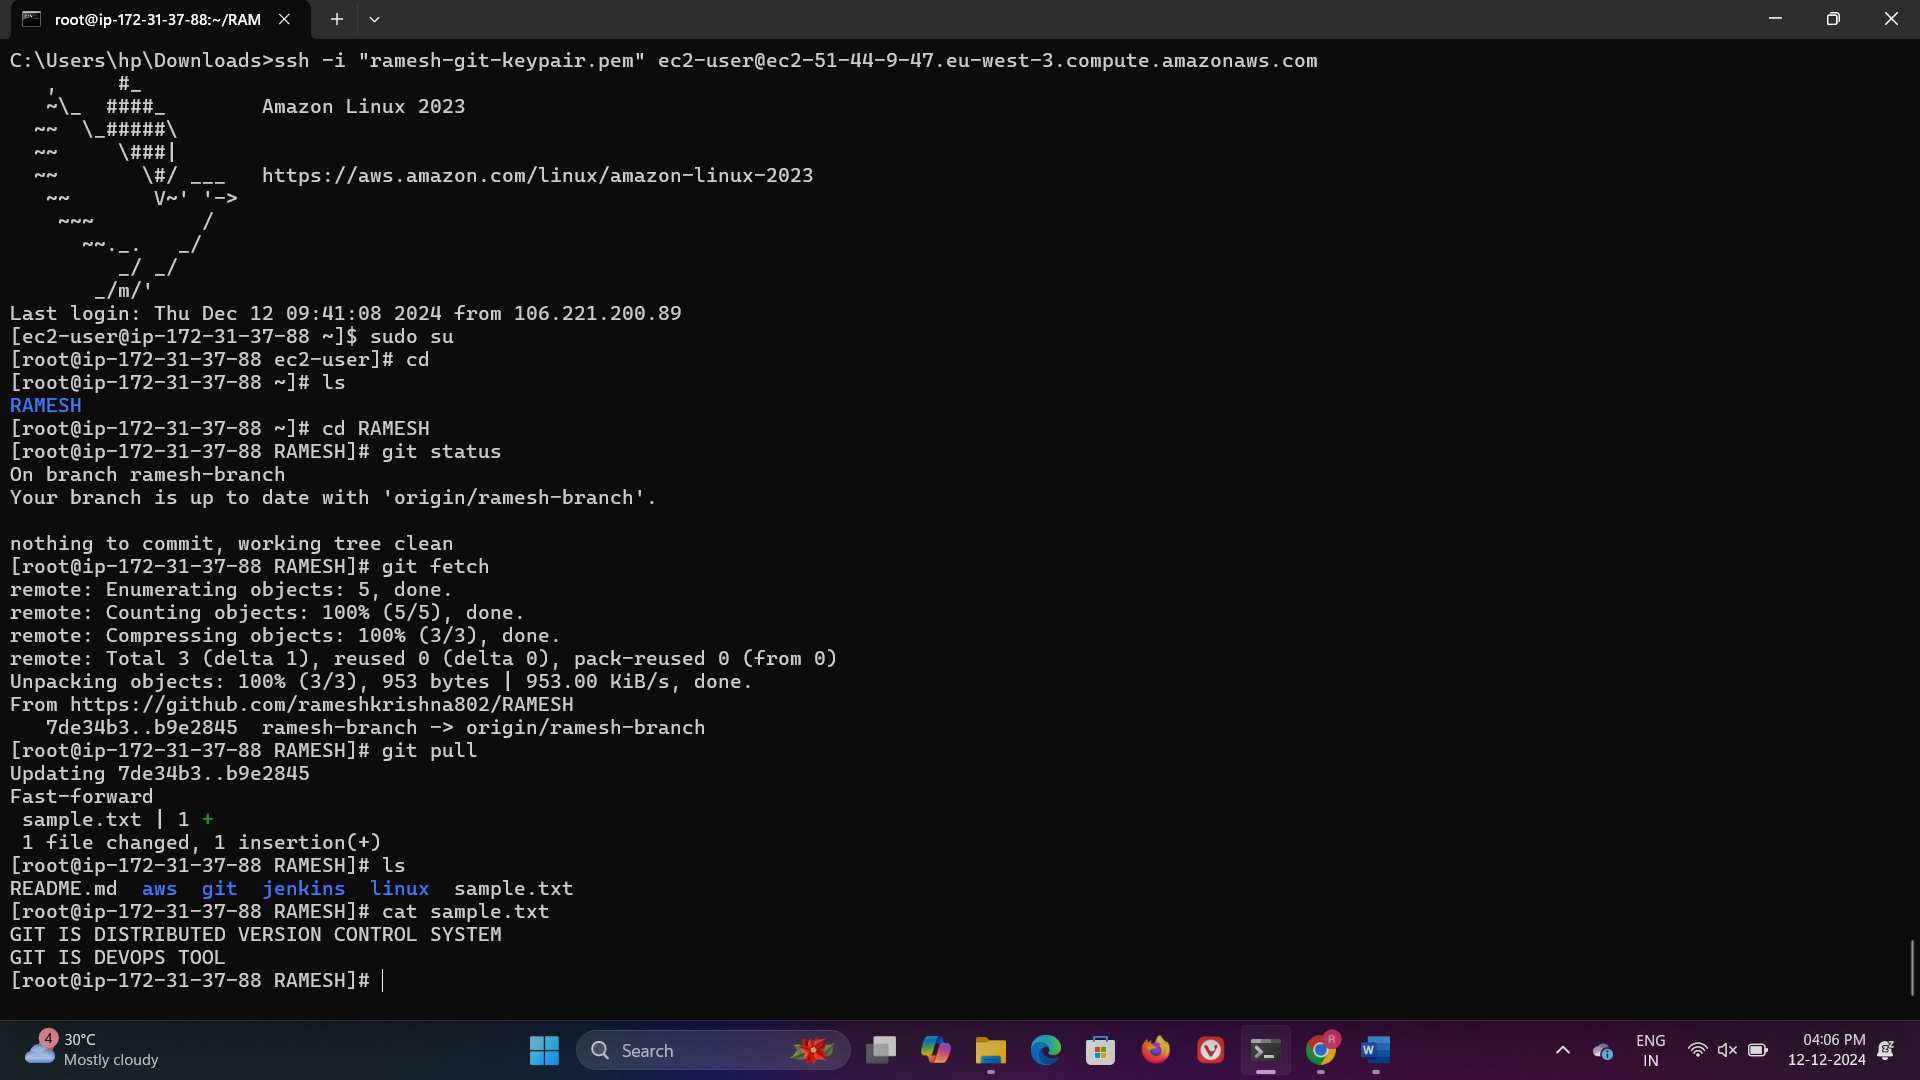 root@ip-172-31-37-88:~/RAM
C:\Users\hp\Downloads>ssh -i "ramesh-git-keypair.pem" ec2-user@ec2-51-44-9-47.eu-west-3.compute.amazonaws.com
   ,     #_
   ~\_  ####_        Amazon Linux 2023
  ~~  \_#####\
  ~~     \###|
  ~~       \#/ ___   https://aws.amazon.com/linux/amazon-linux-2023
   ~~       V~' '->
    ~~~         /
      ~~._.   _/
         _/ _/
       _/m/'
Last login: Thu Dec 12 09:41:08 2024 from 106.221.200.89
[ec2-user@ip-172-31-37-88 ~]$ sudo su
[root@ip-172-31-37-88 ec2-user]# cd
[root@ip-172-31-37-88 ~]# ls
RAMESH
[root@ip-172-31-37-88 ~]# cd RAMESH
[root@ip-172-31-37-88 RAMESH]# git status
On branch ramesh-branch
Your branch is up to date with 'origin/ramesh-branch'.

nothing to commit, working tree clean
[root@ip-172-31-37-88 RAMESH]# git fetch
remote: Enumerating objects: 5, done.
remote: Counting objects: 100% (5/5), done.
remote: Compressing objects: 100% (3/3), done.
remote: Total 3 (delta 1), reused 0 (delta 0), pack-reused 0 (from 0)
Unpacking objects: 100% (3/3), 953 bytes | 953.00 KiB/s, done.
From https://github.com/rameshkrishna802/RAMESH
   7de34b3..b9e2845  ramesh-branch -> origin/ramesh-branch
[root@ip-172-31-37-88 RAMESH]# git pull
Updating 7de34b3..b9e2845
Fast-forward
 sample.txt | 1 +
 1 file changed, 1 insertion(+)
[root@ip-172-31-37-88 RAMESH]# ls
README.md  aws  git  jenkins  linux  sample.txt
[root@ip-172-31-37-88 RAMESH]# cat sample.txt
GIT IS DISTRIBUTED VERSION CONTROL SYSTEM
GIT IS DEVOPS TOOL
[root@ip-172-31-37-88 RAMESH]#
4
30°C
Mostly cloudy
Search
R
W
ENG
IN
04:06 PM
12-12-2024